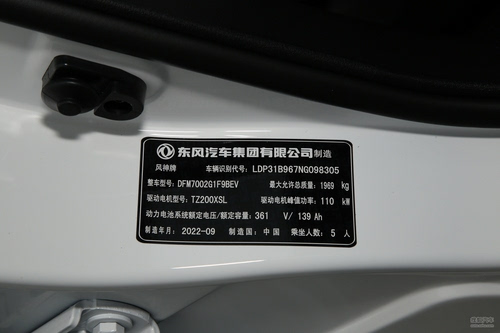 东风汽车集团有限公司 制造
风神牌 车辆识别代号: LDP31B967NG098305
整车型号: DFM7002G1F9BEV 最大允许总质量: 1969 kg
驱动电机型号: TZ200XSL 驱动电机峰值功率: 110 kW
动力电池系统额定电压/额定容量: 361 V/ 139 Ah
制造年月: 2022-09 制造国: 中国 乘坐人数: 5 人